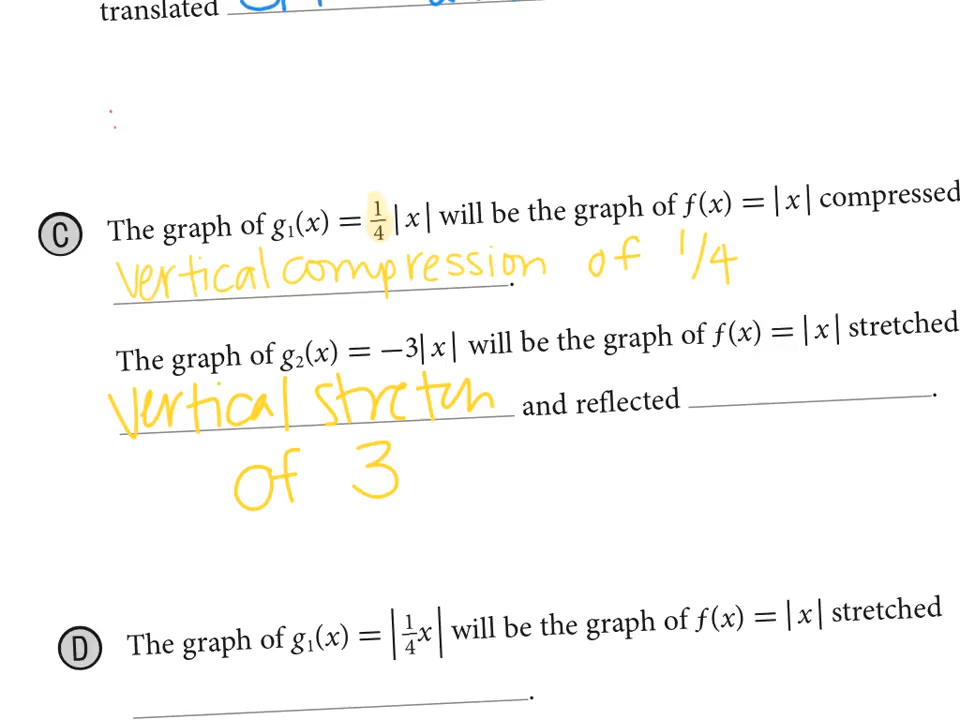 translated
C The graph of g₁(x) = 1/4|x| will be the graph of f(x) = |x| compressed
vertical compression of 1/4
.
The graph of g₂(x) = −3|x| will be the graph of f(x) = |x| stretched
vertical stretch and reflected .
of 3
D The graph of g₁(x) = |1/4x| will be the graph of f(x) = |x| stretched
.